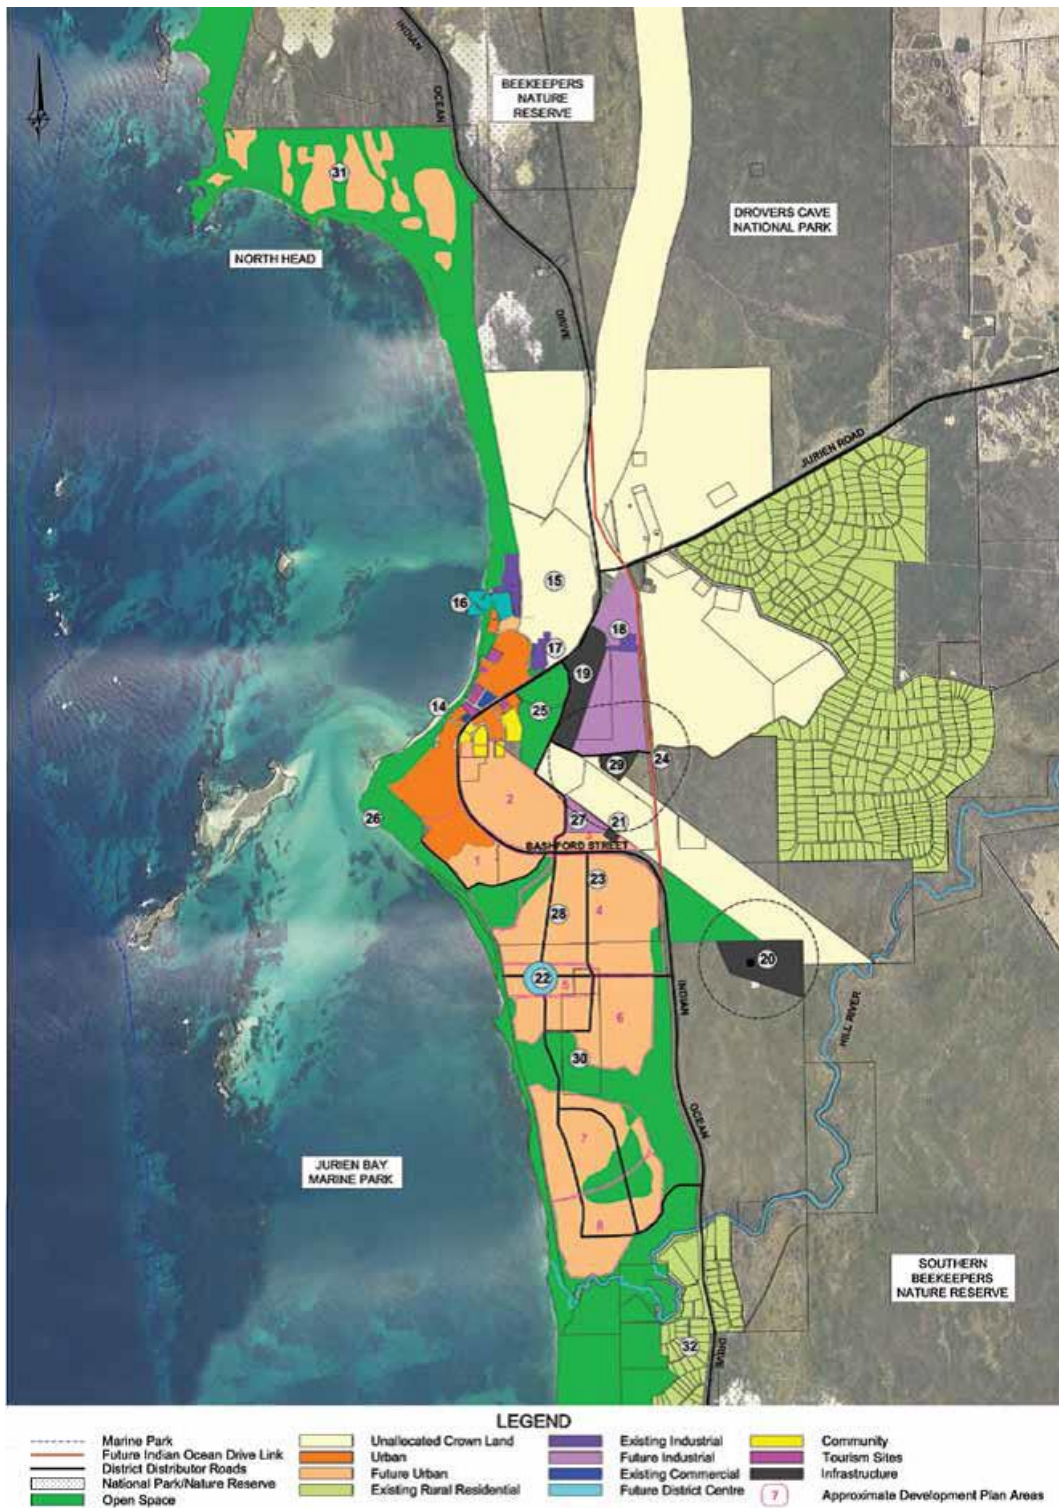 INDIAN
OCEAN
BEEKEEPERS
NATURE
RESERVE
31
DROVERS CAVE
NATIONAL PARK
NORTH HEAD
DRIVE
JURIEN ROAD
15
16
18
17
19
14
25
24
29
2
27
21
26
3
BASHFORD STREET
1
23
28
4
20
22
5
INDIAN
6
HILL RIVER
30
OCEAN
7
JURIEN BAY
MARINE PARK
8
SOUTHERN
BEEKEEPERS
NATURE RESERVE
32
DRIVE
LEGEND
Marine Park
Future Indian Ocean Drive Link
District Distributor Roads
National Park/Nature Reserve
Open Space
Unallocated Crown Land
Urban
Future Urban
Existing Rural Residential
Existing Industrial
Future Industrial
Existing Commercial
Future District Centre
Community
Tourism Sites
Infrastructure
7 Approximate Development Plan Areas